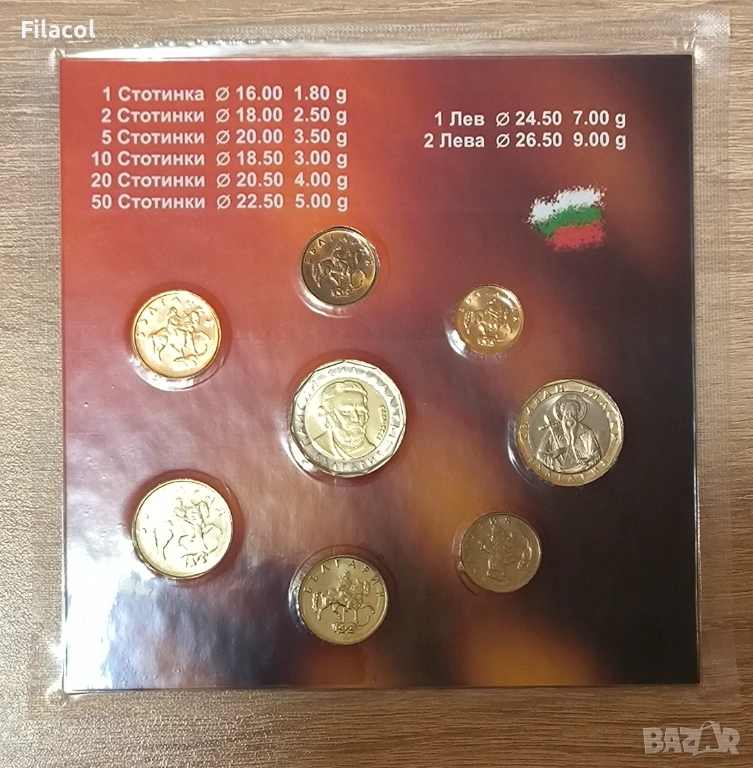 Filacol
1 Стотинка ⌀ 16.00 1.80 g
2 Стотинки ⌀ 18.00 2.50 g
5 Стотинки ⌀ 20.00 3.50 g
10 Стотинки ⌀ 18.50 3.00 g
20 Стотинки ⌀ 20.50 4.00 g
50 Стотинки ⌀ 22.50 5.00 g
1 Лев ⌀ 24.50 7.00 g
2 Лева ⌀ 26.50 9.00 g
БЪЛГАРИЯ
БЪЛГАРИЯ
BAZAR